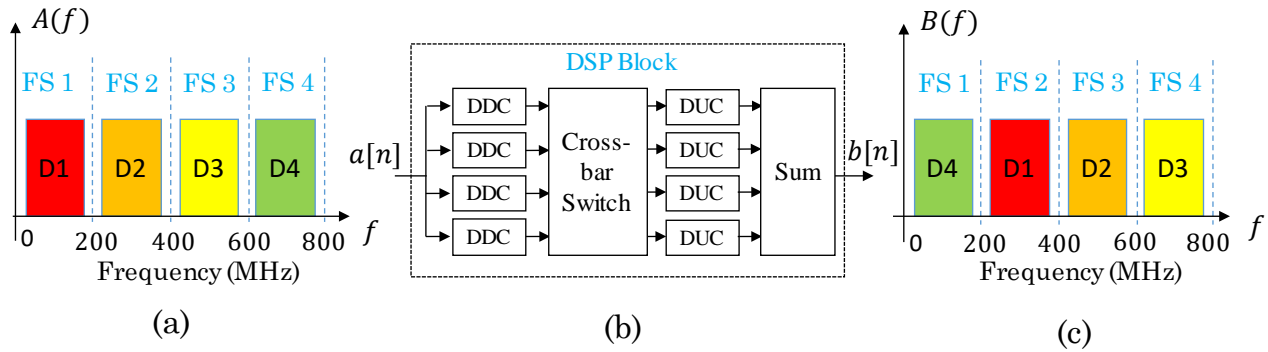 A(f)
FS 1 FS 2 FS 3 FS 4
D1 D2 D3 D4
0 200 400 600 800 f
Frequency (MHz)
(a)
DSP Block
a[n]
DDC DUC
DDC DUC
DDC DUC
DDC DUC
Cross-
bar
Switch
Sum
b[n]
(b)
B(f)
FS 1 FS 2 FS 3 FS 4
D4 D1 D2 D3
0 200 400 600 800 f
Frequency (MHz)
(c)